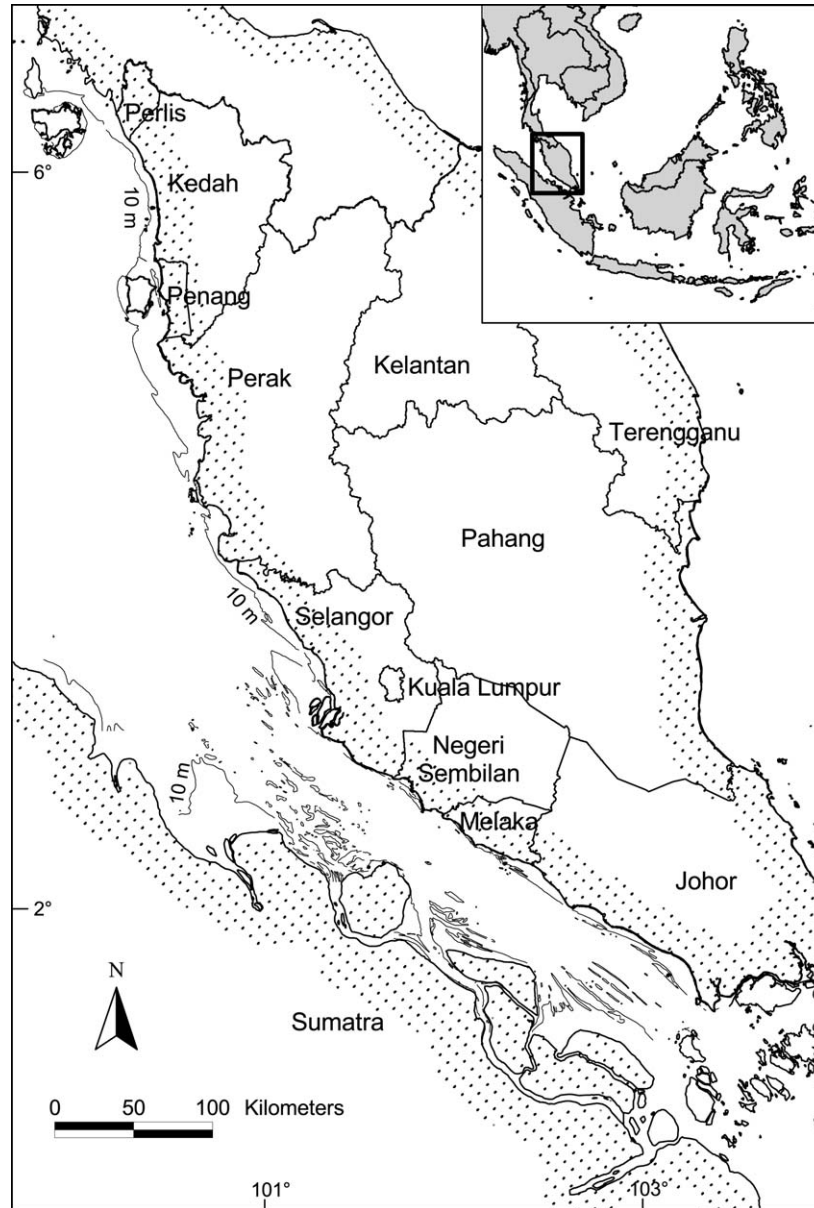 Perlis
6°
Kedah
10 m
Penang
Perak
Kelantan
Terengganu
Pahang
10 m
Selangor
Kuala Lumpur
Negeri
Sembilan
10 m
Melaka
Johor
2°
N
Sumatra
0 50 100 Kilometers
101° 103°